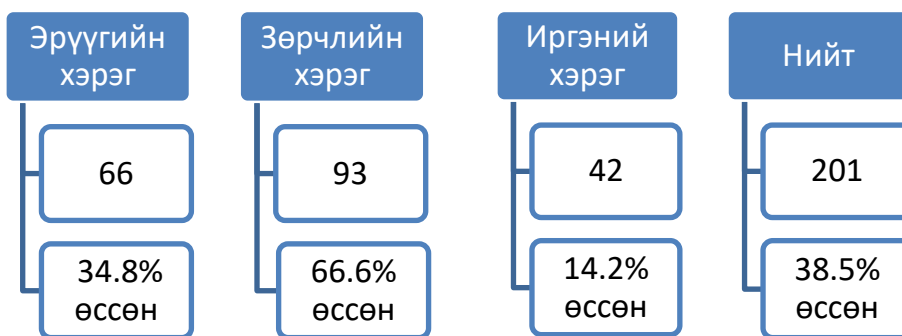 Эрүүгийн
хэрэг
66
34.8%
өссөн
Зөрчлийн
хэрэг
93
66.6%
өссөн
Иргэний
хэрэг
42
14.2%
өссөн
Нийт
201
38.5%
өссөн